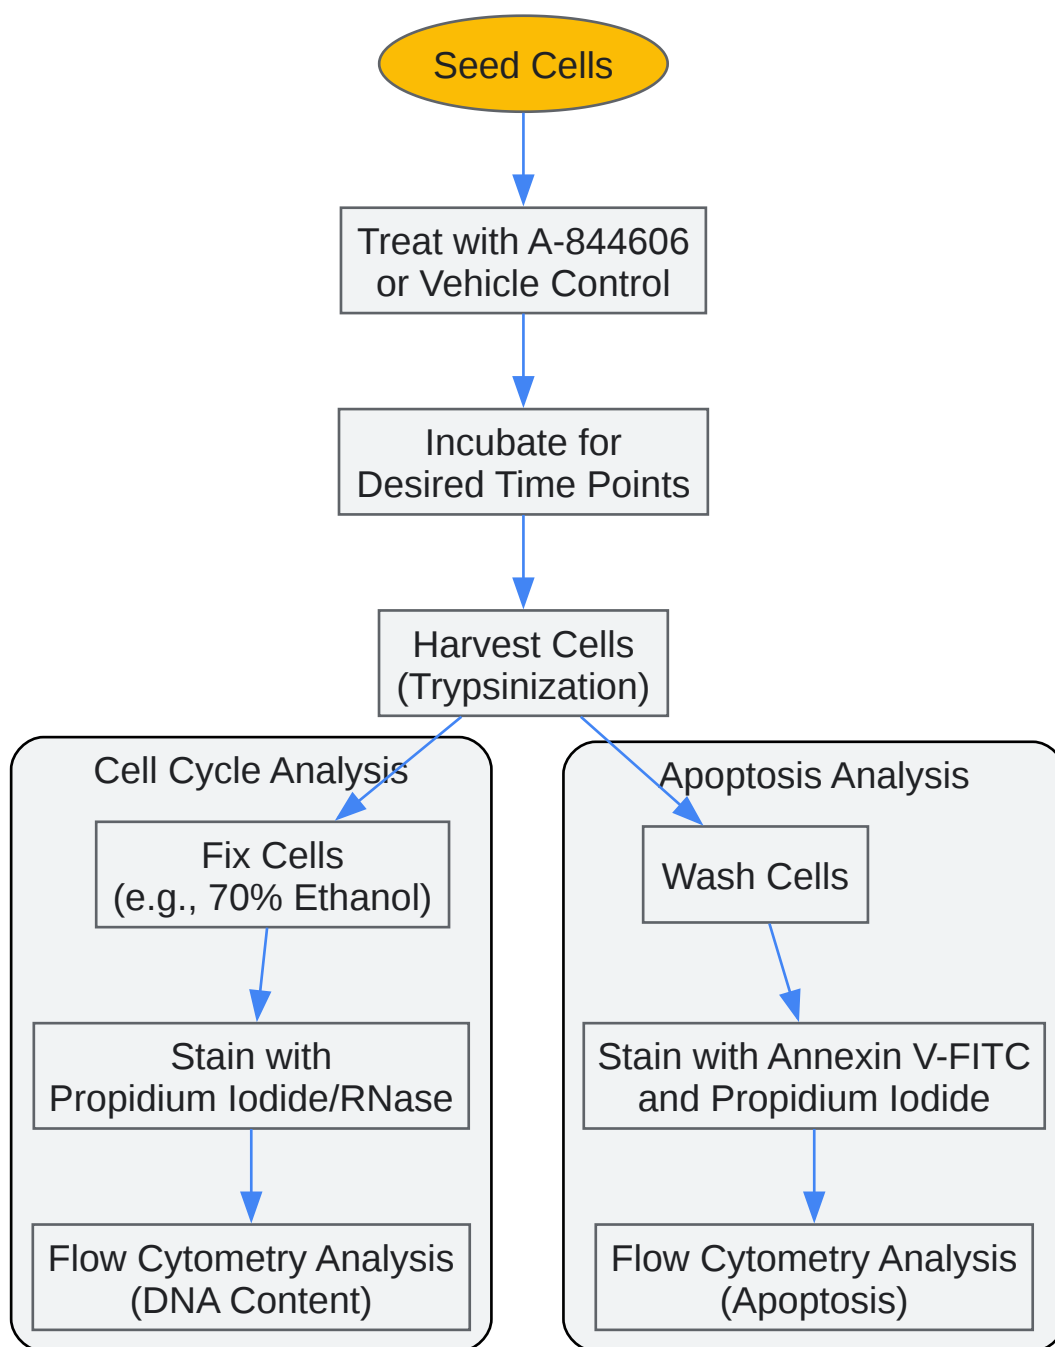 Seed Cells
Treat with A-844606
or Vehicle Control
Incubate for
Desired Time Points
Harvest Cells
(Trypsinization)
Cell Cycle Analysis
Fix Cells
(e.g., 70% Ethanol)
Stain with
Propidium Iodide/RNase
Flow Cytometry Analysis
(DNA Content)
Apoptosis Analysis
Wash Cells
Stain with Annexin V-FITC
and Propidium Iodide
Flow Cytometry Analysis
(Apoptosis)